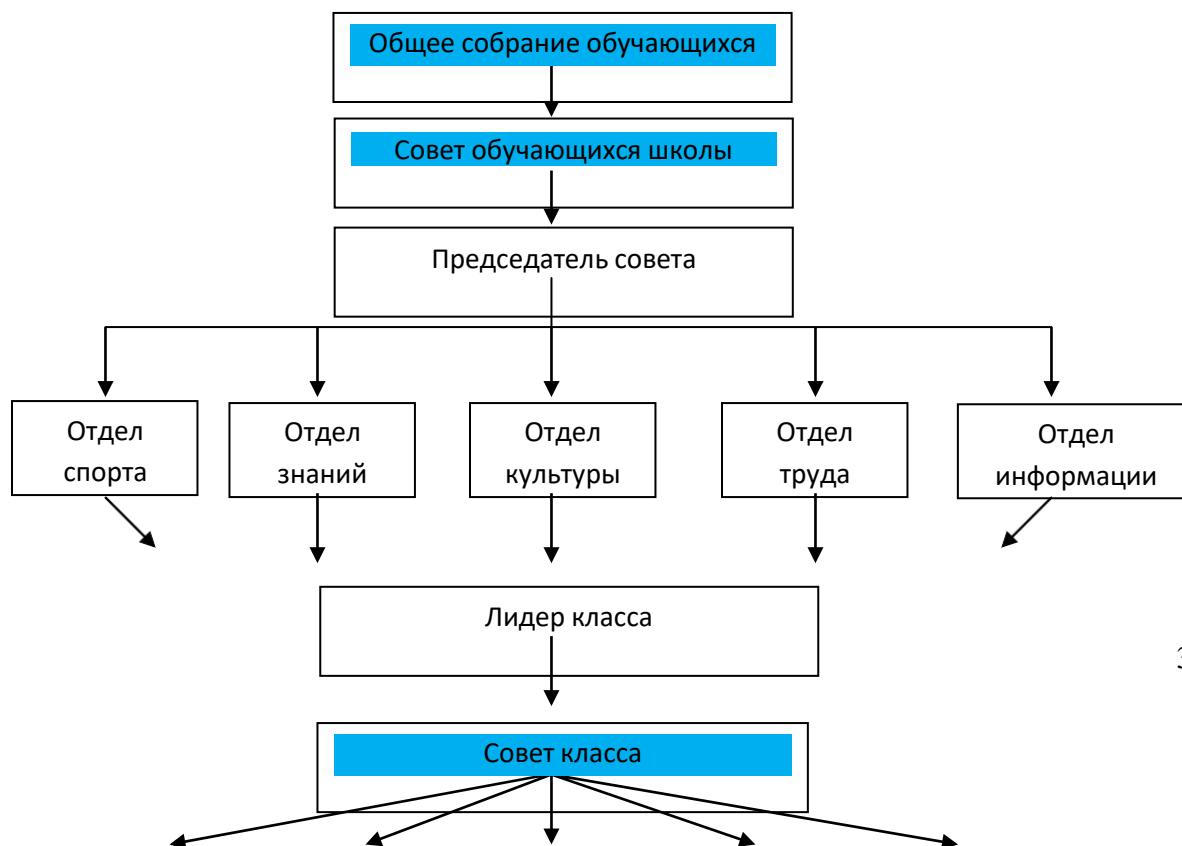 Общее собрание обучающихся
Совет обучающихся школы
Председатель совета
Отдел
спорта
Отдел
знаний
Отдел
культуры
Отдел
труда
Отдел
информации
Лидер класса
Совет класса